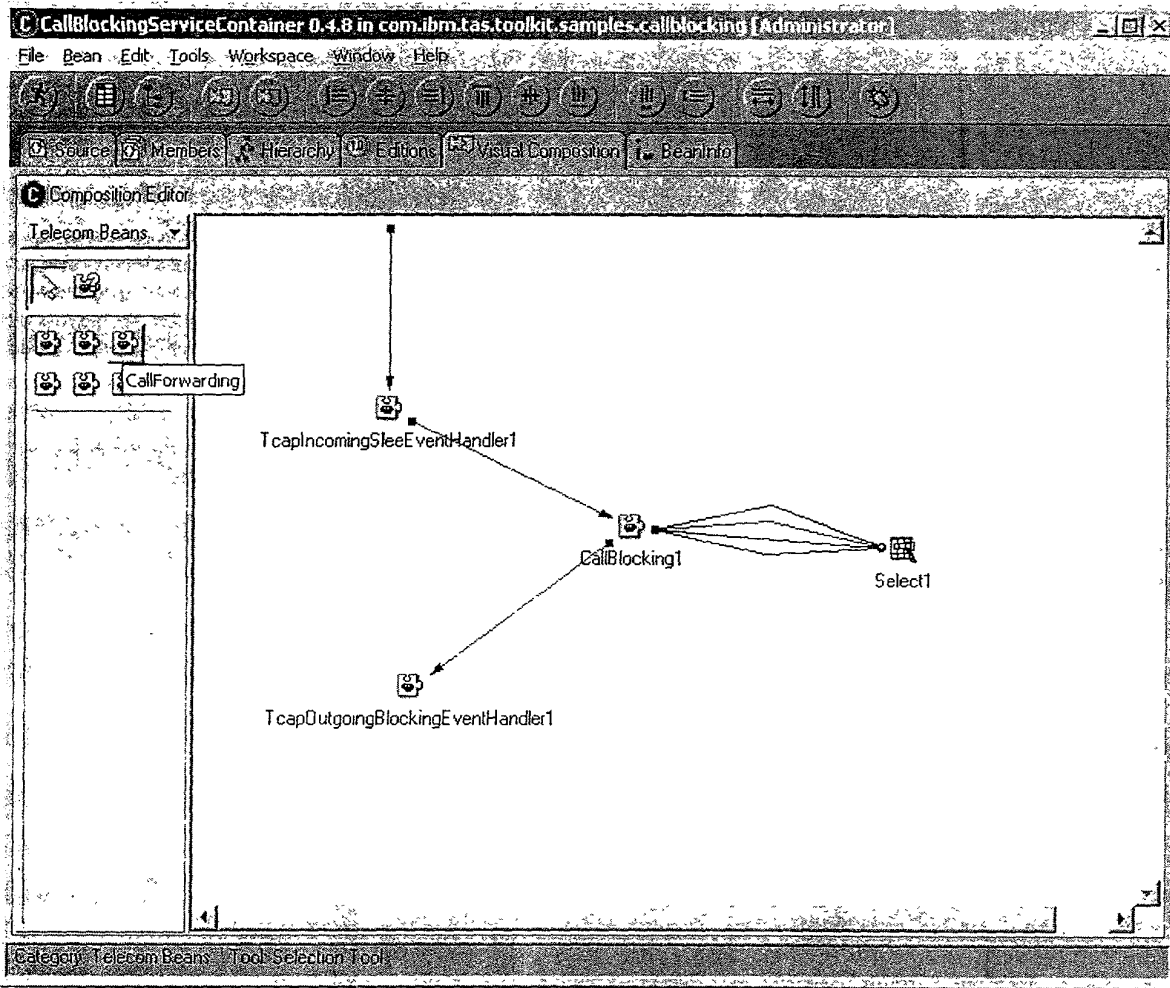 CallBlockingServiceContainer 0.4.8 in com.ibm.tas.toolkit.samples.callblocking [Administrator]
File Bean Edit Tools Workspace Window Help
Source Members Hierarchy Editions Visual Composition BeanInfo
Composition Editor
Telecom Beans
CallForwarding
TcapIncomingSleeEventHandler1
CallBlocking1
Select1
TcapOutgoingBlockingEventHandler1
Category: Telecom Beans Tool: Selection Tool